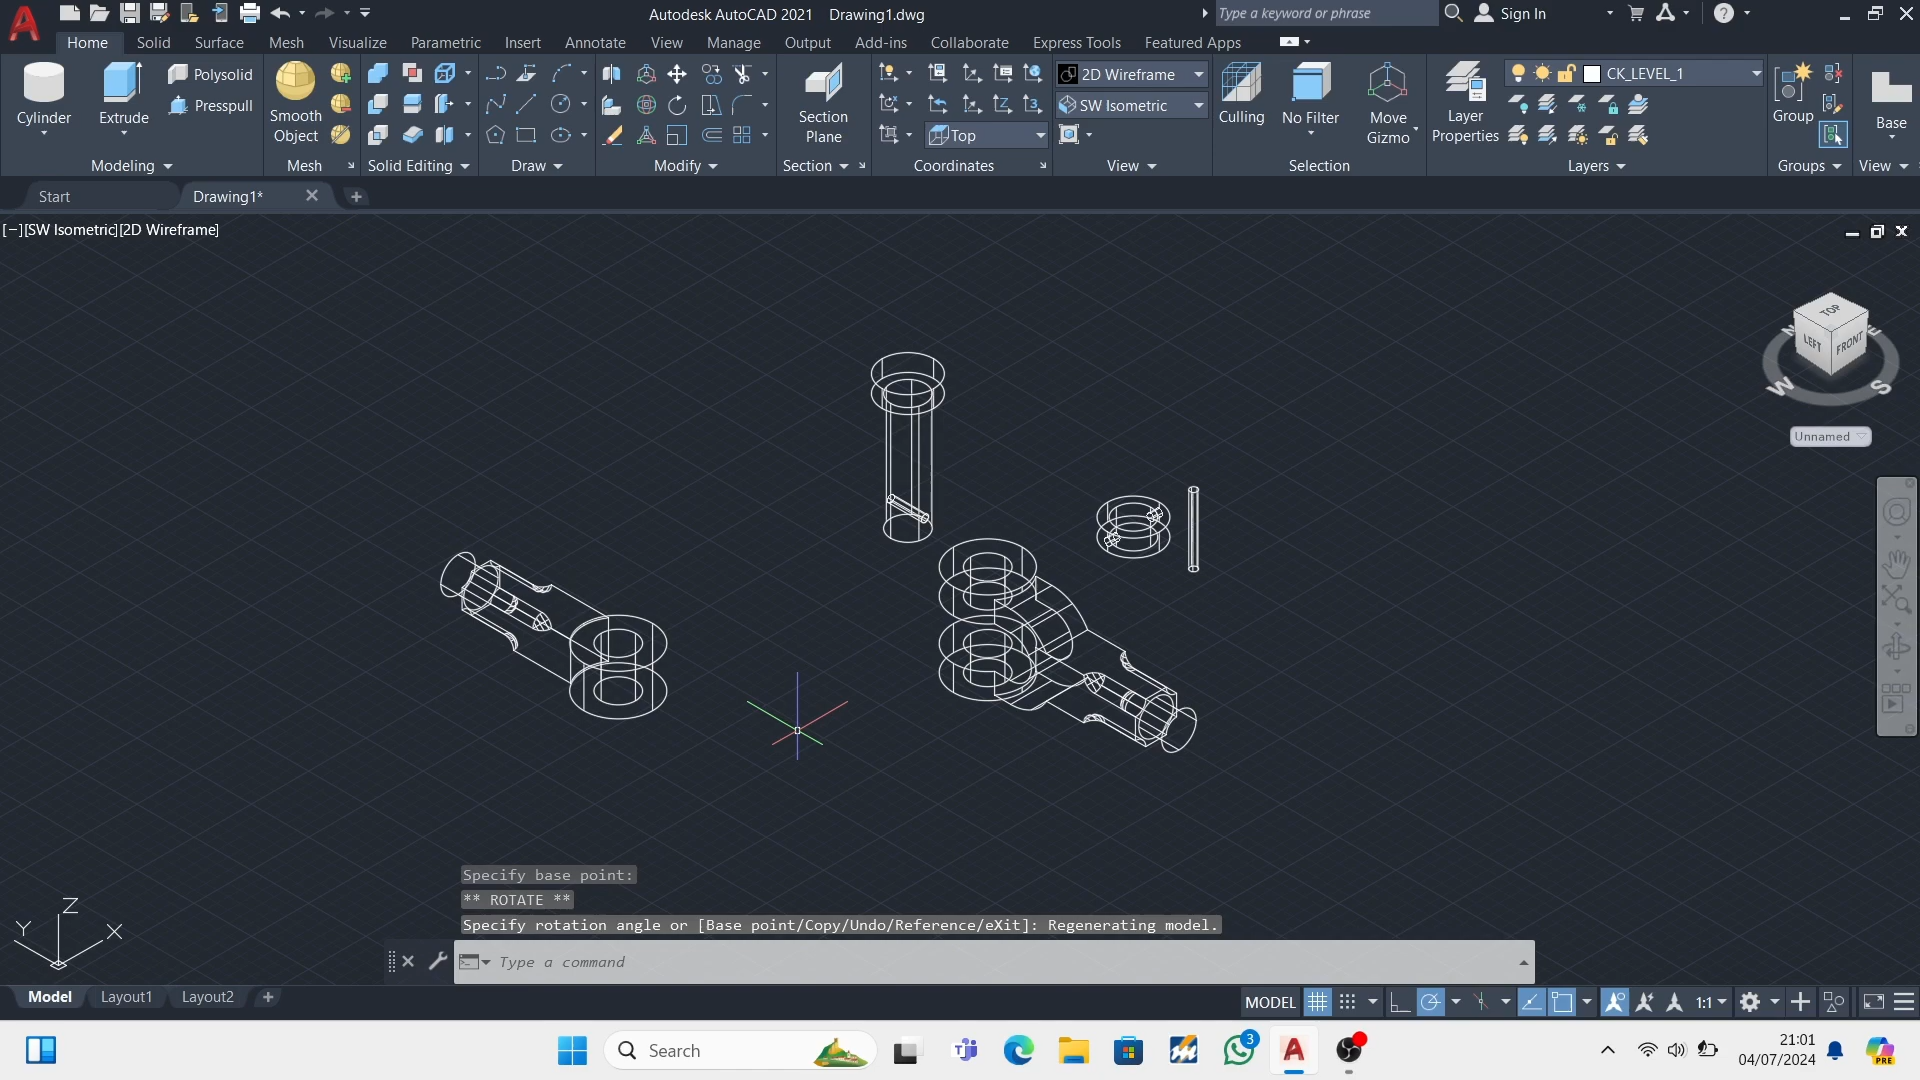 Autodesk AutoCAD 2021 Drawing1.dwg
Type a keyword or phrase
Sign In
Home Solid Surface Mesh Visualize Parametric Insert Annotate View Manage Output Add-ins Collaborate Express Tools Featured Apps
Cylinder
Extrude
Polysolid
Presspull
Smooth
Object
Section
Plane
Top
2D Wireframe
SW Isometric
Culling
No Filter
Move
Gizmo
Layer
Properties
CK_LEVEL_1
Group
Base
Modeling
Mesh
Solid Editing
Draw
Modify
Section
Coordinates
View
Selection
Layers
Groups
View
Start
Drawing1*
[−][SW Isometric][2D Wireframe]
TOP
LEFT
FRONT
W
S
Unnamed
Specify base point:
** ROTATE **
Specify rotation angle or [Base point/Copy/Undo/Reference/eXit]: Regenerating model.
Type a command
Z
Y
X
Model Layout1 Layout2
MODEL
1:1
Search
3
21:01
04/07/2024
PRE